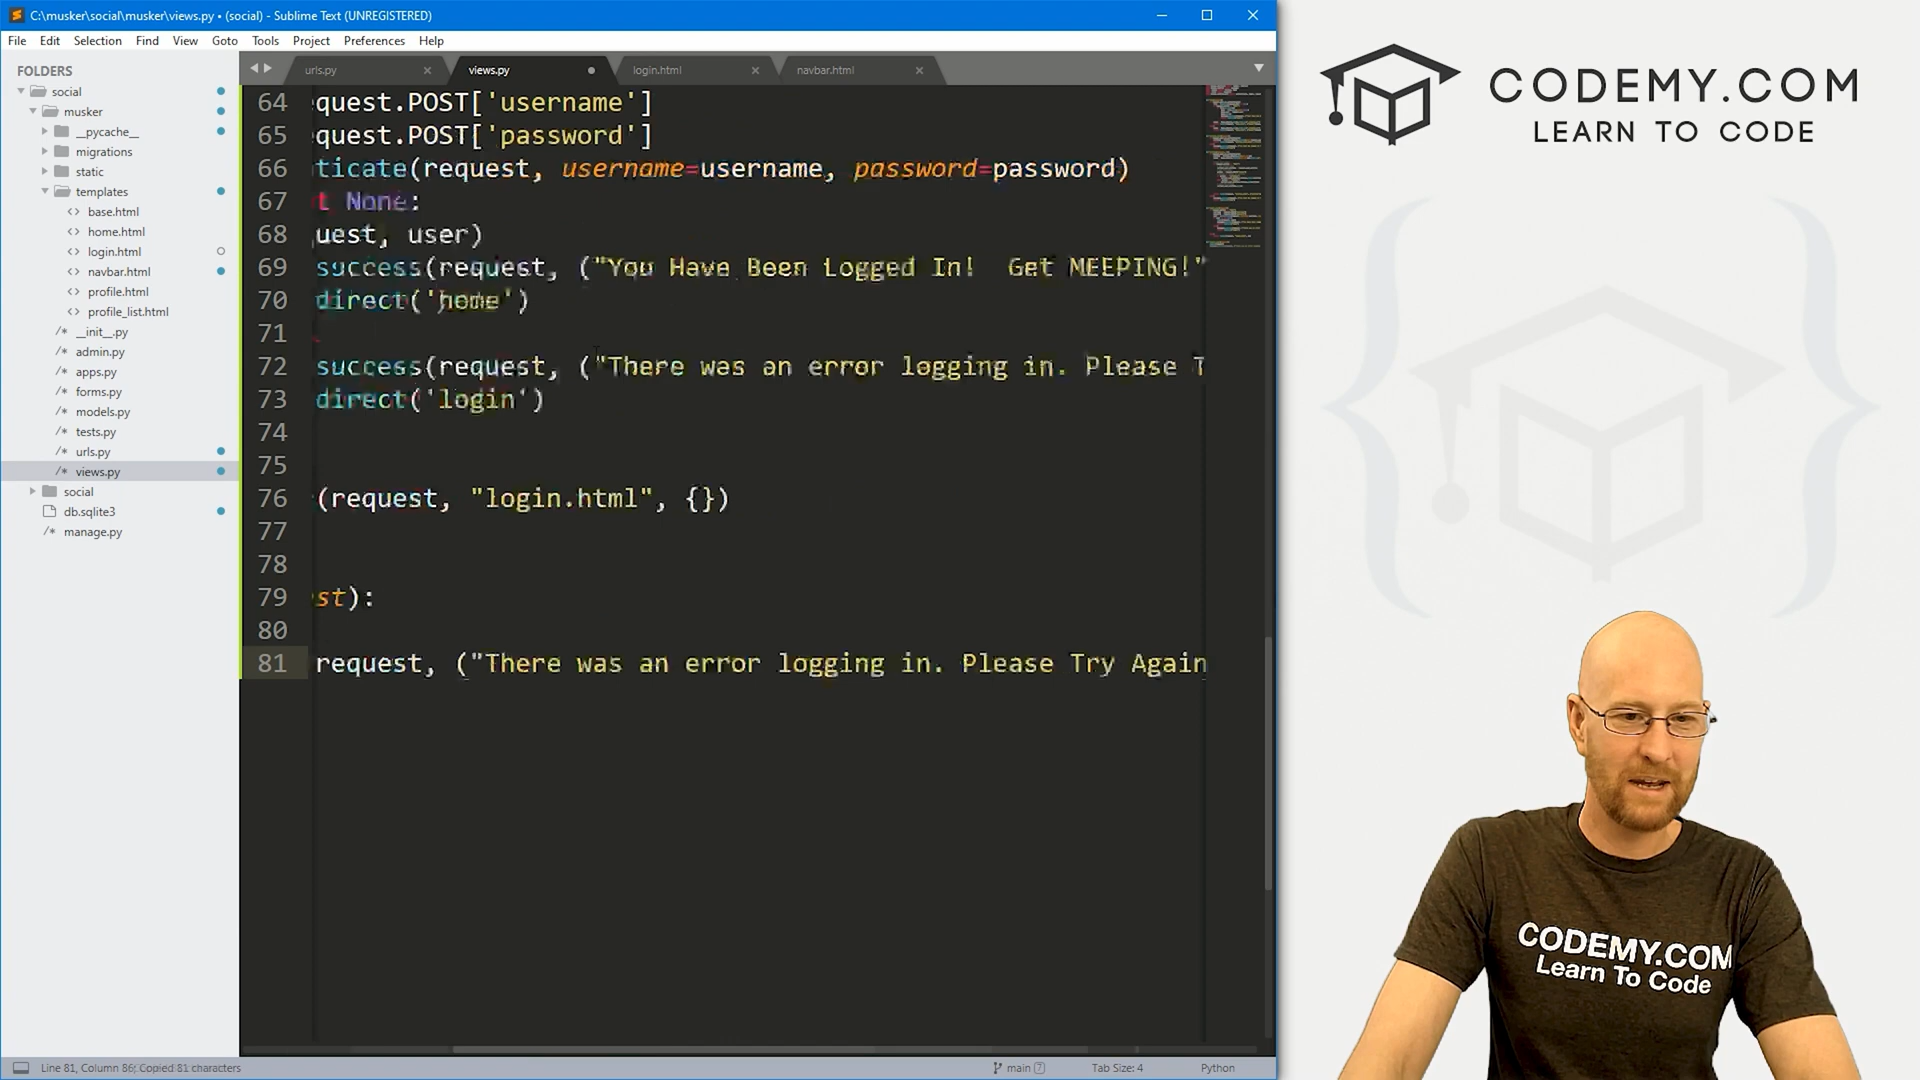 C:\musker\social\musker\views.py • (social) - Sublime Text (UNREGISTERED)
File Edit Selection Find View Goto Tools Project Preferences Help
FOLDERS
social
musker
__pycache__
migrations
static
templates
base.html
home.html
login.html
navbar.html
profile.html
profile_list.html
__init__.py
admin.py
apps.py
forms.py
models.py
tests.py
urls.py
views.py
social
db.sqlite3
manage.py
urls.py views.py login.html navbar.html
64 quest.POST['username']
65 quest.POST['password']
66 ticate(request, username=username, password=password)
67 t None:
68 uest, user)
69 success(request, ("You Have Been Logged In!  Get MEEPING!"
70 direct('home')
71
72 success(request, ("There was an error logging in. Please T
73 direct('login')
74
75
76 (request, "login.html", {})
77
78
79 st):
80
81 request, ("There was an error logging in. Please Try Again
Line 81, Column 86; Copied 81 characters
main 7
Tab Size: 4
Python
CODEMY.COM
LEARN TO CODE
CODEMY.COM
Learn To Code